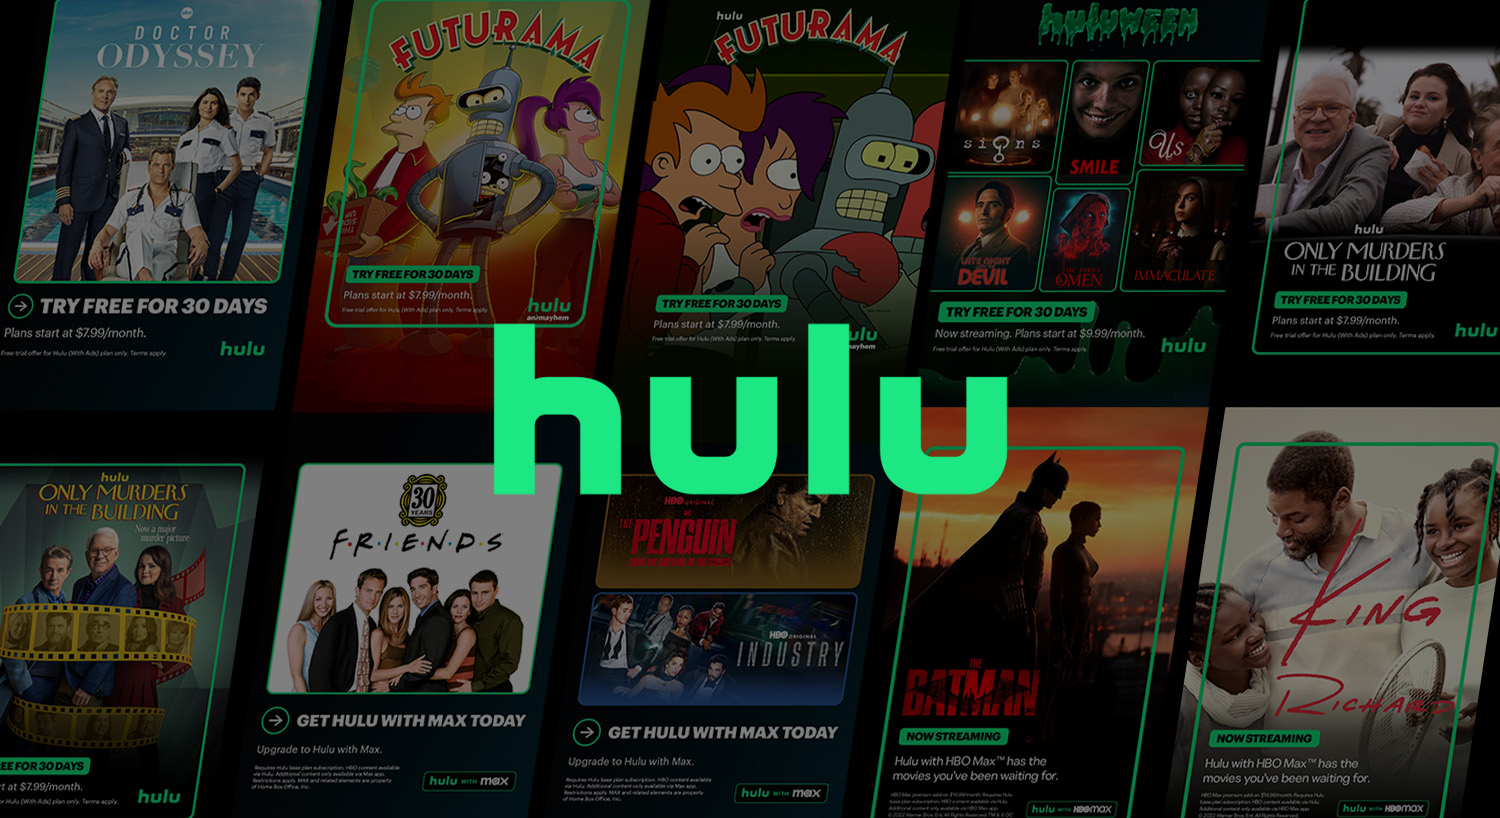 abc
DOCTOR
ODYSSEY
TRY FREE FOR 30 DAYS
Plans start at $7.99/month.
Free trial offer for Hulu (With Ads) plan only. Terms apply.
hulu
FUTURAMA
THIS SIDE UP
TRY FREE FOR 30 DAYS
Plans start at $7.99/month.
Free trial offer for Hulu (With Ads) plan only. Terms apply.
hulu
animayhem
hulu
FUTURAMA
TRY FREE FOR 30 DAYS
Plans start at $7.99/month.
Free trial offer for Hulu (With Ads) plan only. Terms apply.
hulu
huluWEEN
signs
SMILE
Us
LATE NIGHT
DEVIL
THE FIRST
OMEN
IMMACULATE
TRY FREE FOR 30 DAYS
Now streaming. Plans start at $9.99/month.
Free trial offer for Hulu (With Ads) plan only. Terms apply.
hulu
hulu
ONLY MURDERS
IN THE BUILDING
TRY FREE FOR 30 DAYS
Plans start at $7.99/month.
Free trial offer for Hulu (With Ads) plan only. Terms apply.
hulu
hulu
hulu
ONLY MURDERS
IN THE BUILDING
Now a major
murder picture
EE FOR 30 DAYS
rt at $7.99/month.
Hulu (With Ads) plan only. Terms apply.
hulu
30
YEARS
F·R·I·E·N·D·S
GET HULU WITH MAX TODAY
Upgrade to Hulu with Max.
Requires Hulu base plan subscription. HBO content available
via Hulu. Additional content only available via Max app.
Restrictions apply. MAX and related elements are property
of Home Box Office, Inc.
hulu WITH max
HBO ORIGINAL
THE
PENGUIN
HBO ORIGINAL
INDUSTRY
GET HULU WITH MAX TODAY
Upgrade to Hulu with Max.
Requires Hulu base plan subscription. HBO content available
via Hulu. Additional content only available via Max app.
Restrictions apply. MAX and related elements are property
of Home Box Office, Inc.
hulu WITH max
THE
BATMAN
NOW STREAMING
Hulu with HBO Max™ has the
movies you've been waiting for.
hulu WITH HBOmax
KING
RICHARD
NOW STREAMING
Hulu with HBO Max™ has the
movies you've been waiting for.
hulu WITH HBOmax